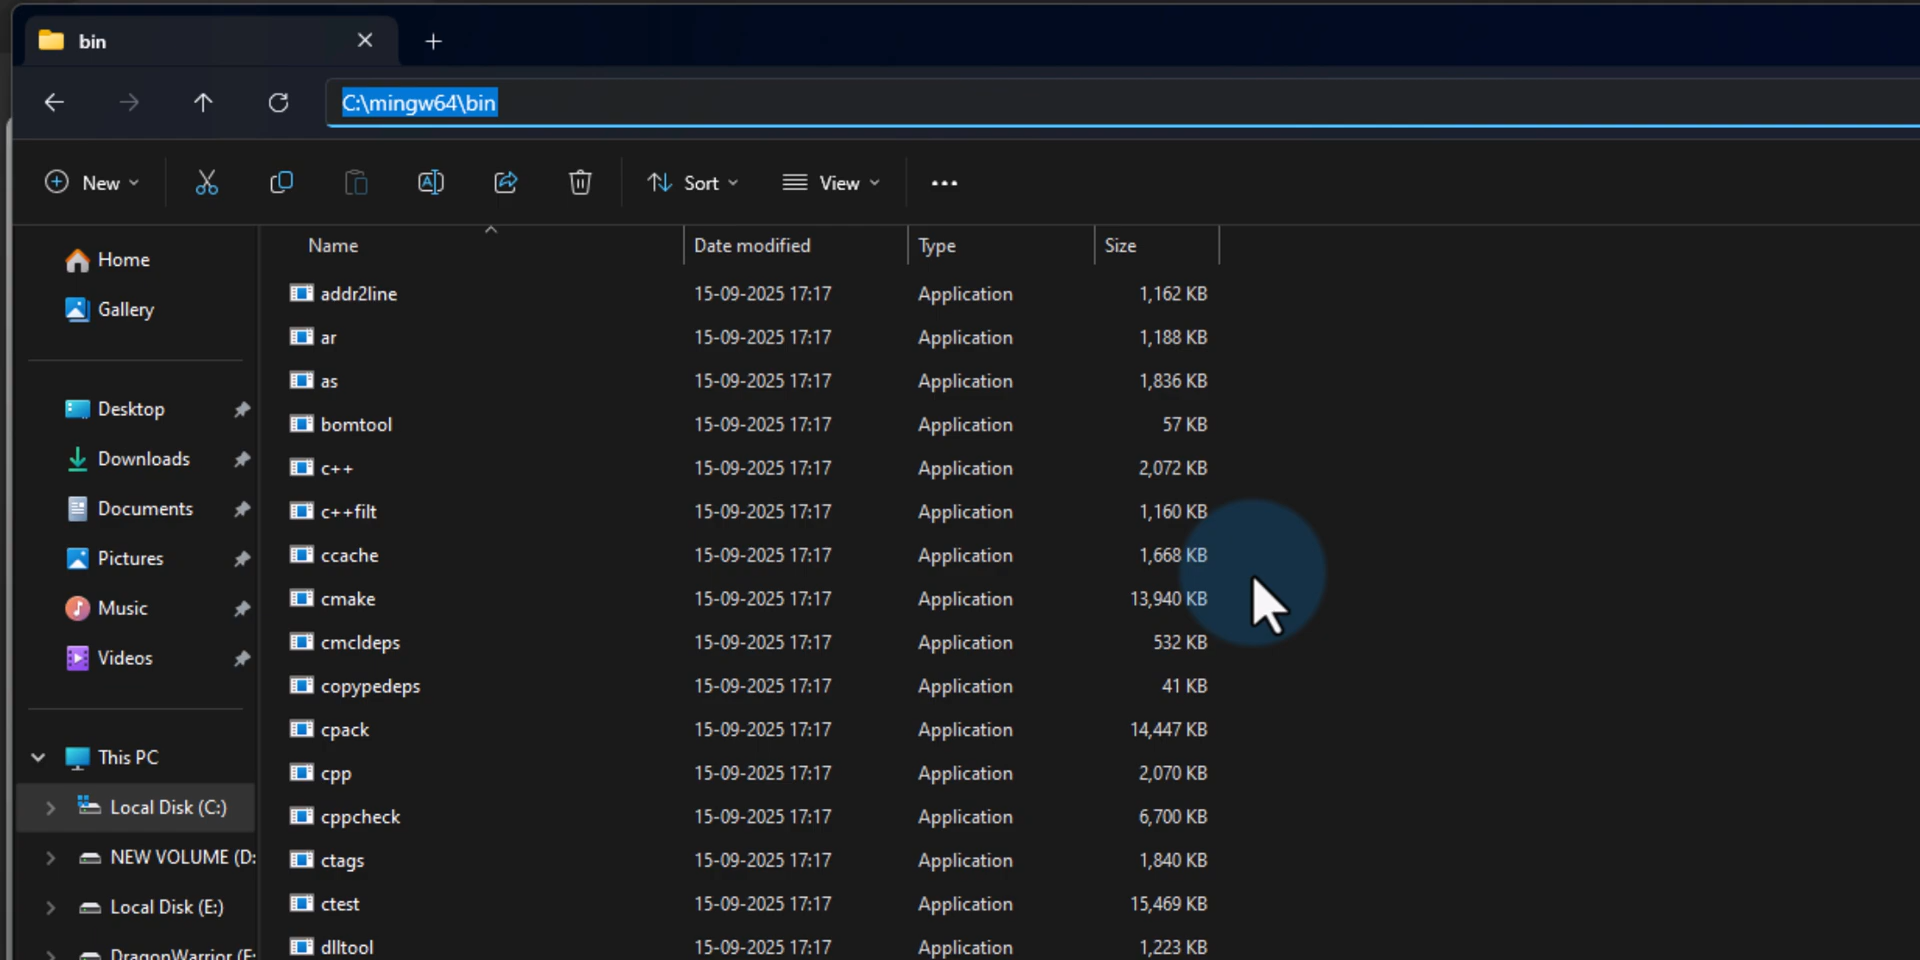 bin
C:\mingw64\bin
New
Sort
View
Name Date modified Type Size
Home
Gallery
Desktop
Downloads
Documents
Pictures
Music
Videos
This PC
Local Disk (C:)
NEW VOLUME (D:
Local Disk (E:)
DragonWarrior (F:
addr2line 15-09-2025 17:17 Application 1,162 KB
ar 15-09-2025 17:17 Application 1,188 KB
as 15-09-2025 17:17 Application 1,836 KB
bomtool 15-09-2025 17:17 Application 57 KB
c++ 15-09-2025 17:17 Application 2,072 KB
c++filt 15-09-2025 17:17 Application 1,160 KB
ccache 15-09-2025 17:17 Application 1,668 KB
cmake 15-09-2025 17:17 Application 13,940 KB
cmcldeps 15-09-2025 17:17 Application 532 KB
copypedeps 15-09-2025 17:17 Application 41 KB
cpack 15-09-2025 17:17 Application 14,447 KB
cpp 15-09-2025 17:17 Application 2,070 KB
cppcheck 15-09-2025 17:17 Application 6,700 KB
ctags 15-09-2025 17:17 Application 1,840 KB
ctest 15-09-2025 17:17 Application 15,469 KB
dlltool 15-09-2025 17:17 Application 1,223 KB